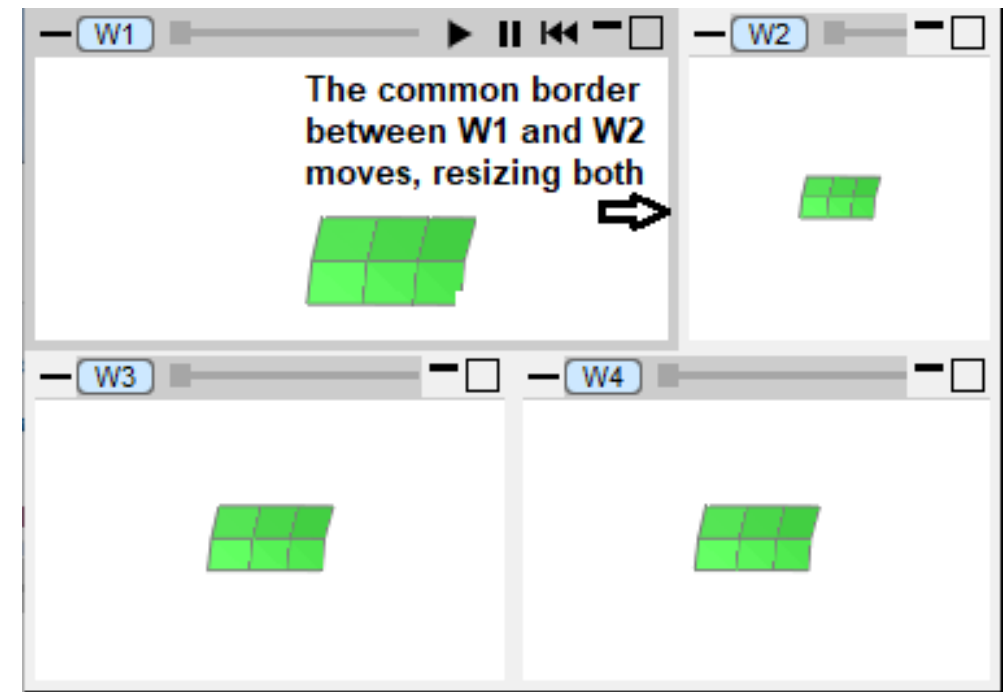 W1
W2
The common border
between W1 and W2
moves, resizing both
W3
W4